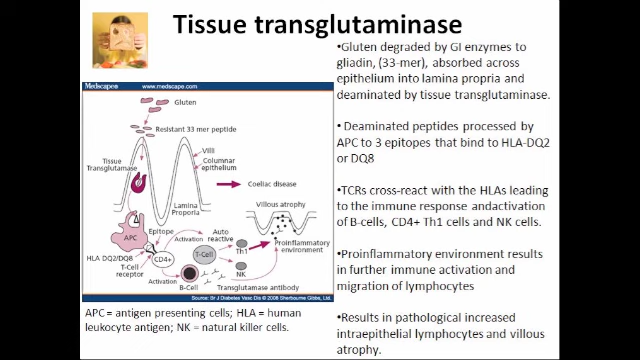 Tissue transglutaminase
Medscape® www.medscape.com
Gluten
Resistant 33 mer peptide
Tissue
Transglutamase
Villi
Columnar
epithelium
Coeliac disease
Lamina
Proporia
Villous atrophy
APC
Epitope
Activation
Auto
reactive
HLA DQ2/DQ8
CD4+
T-Cell
Th1
Proinflammatory
environment
T-Cell
receptor
NK
Activation
B-Cell
Transglutamase antibody
Source: Br J Diabetes Vasc Dis © 2008 Sherbourne Gibbs, Ltd.
APC = antigen presenting cells; HLA = human
leukocyte antigen; NK = natural killer cells.
•Gluten degraded by GI enzymes to
gliadin, (33-mer), absorbed across
epithelium into lamina propria and
deaminated by tissue transglutaminase.
• Deaminated peptides processed by
APC to 3 epitopes that bind to HLA-DQ2
or DQ8
•TCRs cross-react with the HLAs leading
to the immune response andactivation
of B-cells, CD4+ Th1 cells and NK cells.
•Proinflammatory environment results
in further immune activation and
migration of lymphocytes
•Results in pathological increased
intraepithelial lymphocytes and villous
atrophy.